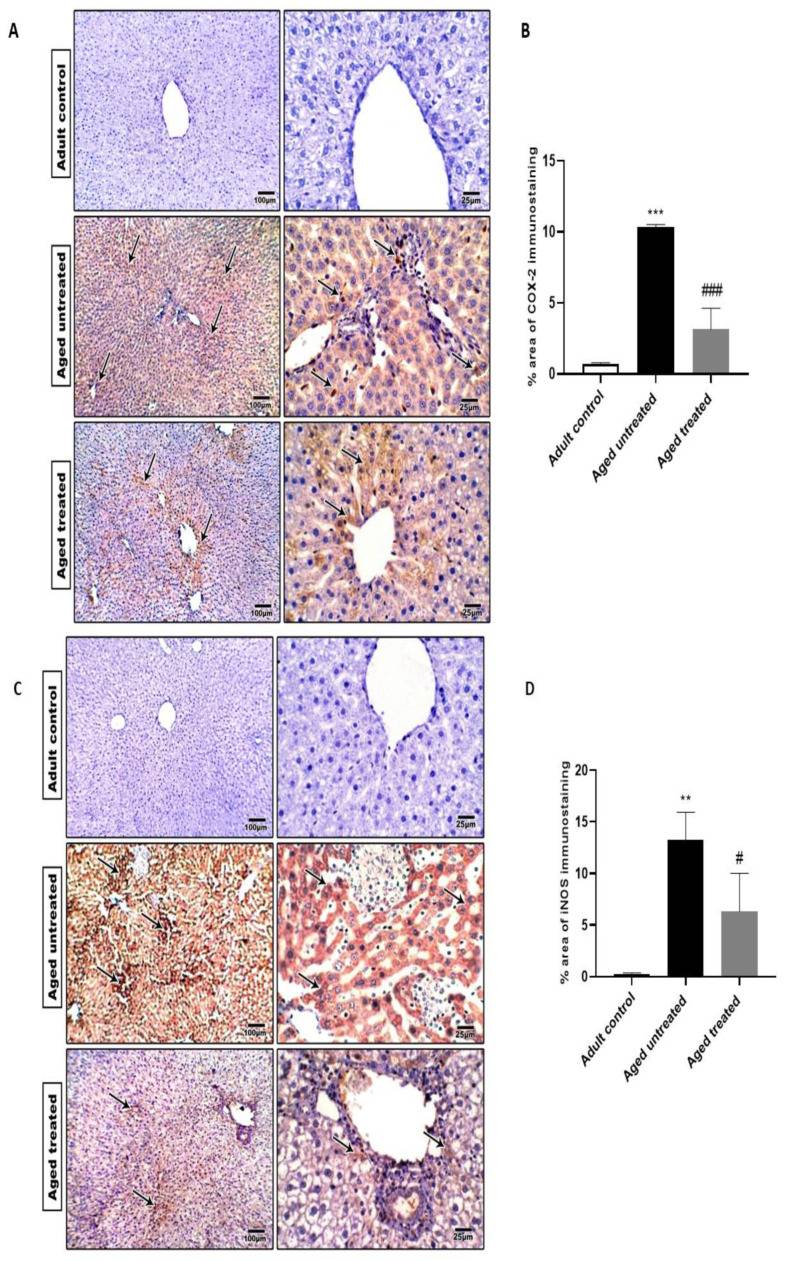 A
Adult control
100µm
25µm
Aged untreated
100µm
25µm
Aged treated
100µm
25µm
B
% area of COX-2 immunostaining
15
10
5
0
***
###
Adult control
Aged untreated
Aged treated
C
Adult control
100µm
25µm
Aged untreated
100µm
25µm
Aged treated
100µm
25µm
D
% area of iNOS immunostaining
20
15
10
5
0
**
#
Adult control
Aged untreated
Aged treated